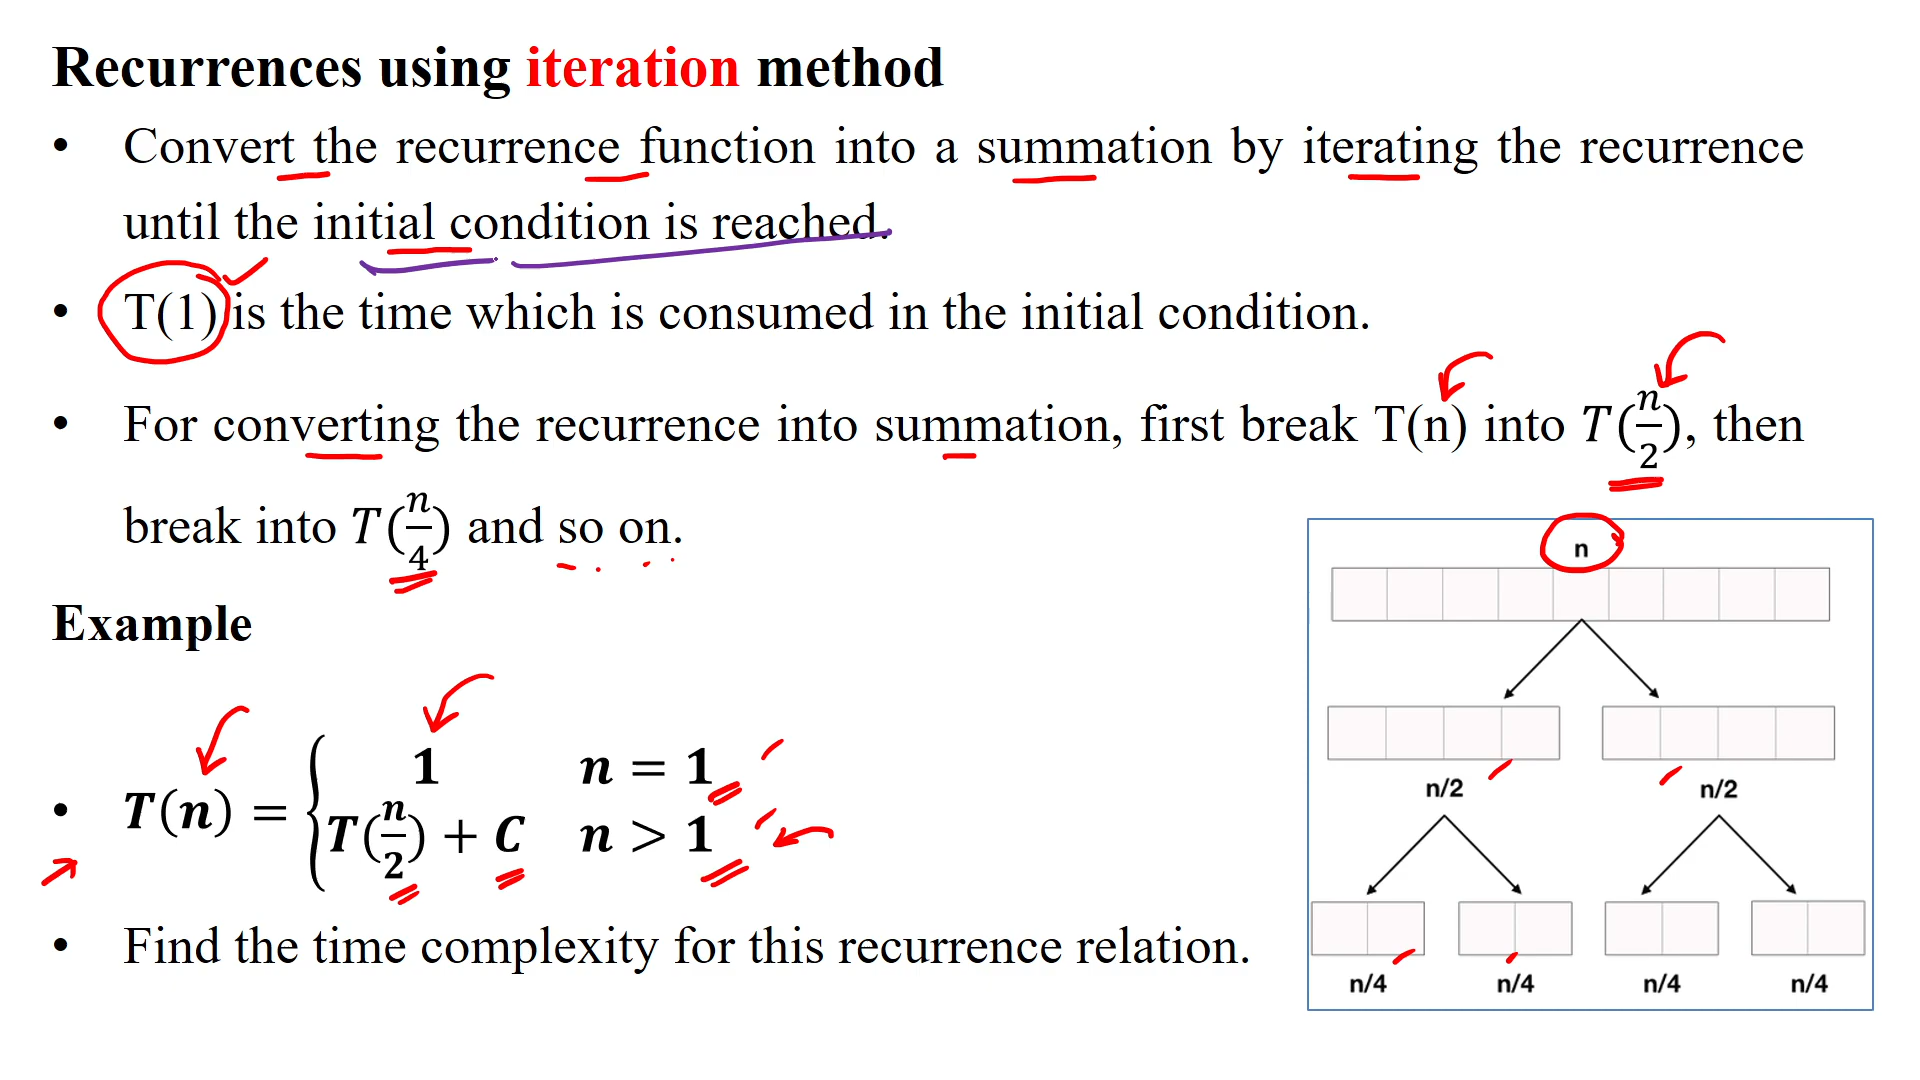 Recurrences using iteration method
• Convert the recurrence function into a summation by iterating the recurrence
until the initial condition is reached.
• T(1) is the time which is consumed in the initial condition.
• For converting the recurrence into summation, first break T(n) into T(n/2), then
break into T(n/4) and so on.
Example
• T(n) = { 1 n = 1
T(n/2) + C n > 1
• Find the time complexity for this recurrence relation.
n
n/2 n/2
n/4 n/4 n/4 n/4